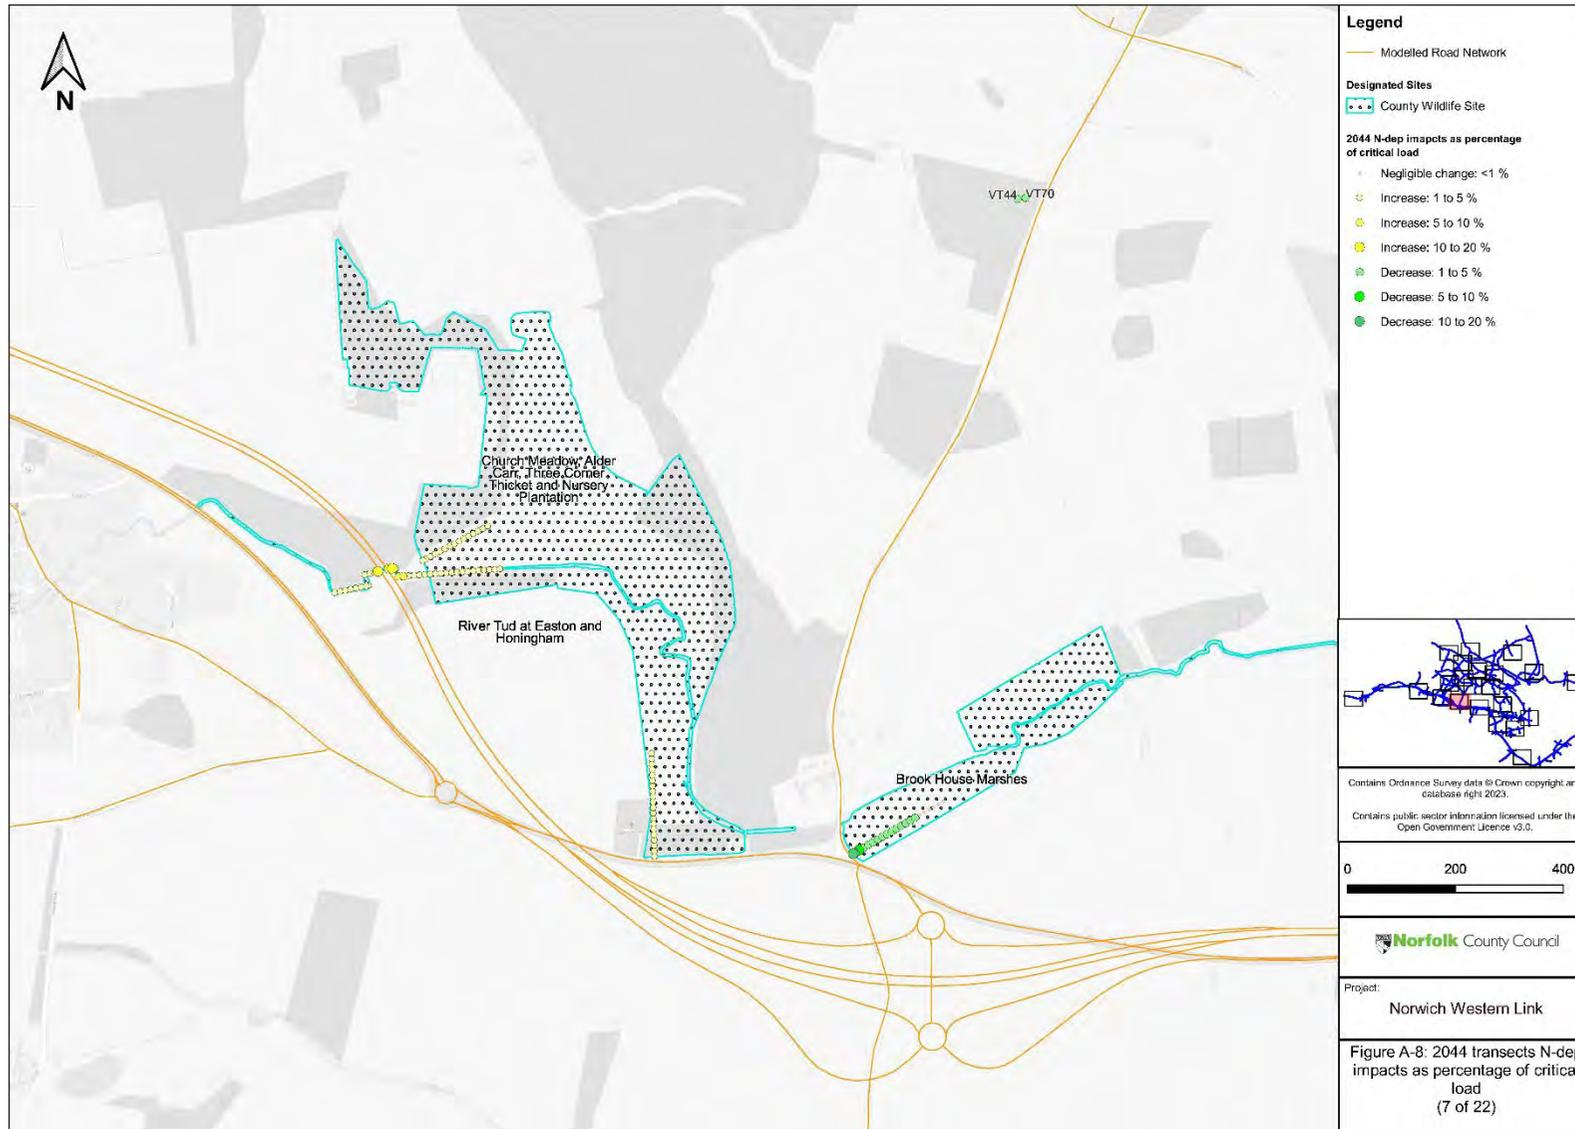 N
VT44
VT70
Church Meadow, Alder
Carr, Three Corner
Thicket and Nursery
Plantation
River Tud at Easton and
Honingham
Brook House Marshes
Legend
Modelled Road Network
Designated Sites
County Wildlife Site
2044 N-dep imapcts as percentage
of critical load
Negligible change: <1 %
Increase: 1 to 5 %
Increase: 5 to 10 %
Increase: 10 to 20 %
Decrease: 1 to 5 %
Decrease: 5 to 10 %
Decrease: 10 to 20 %
Contains Ordnance Survey data © Crown copyright an
database right 2023.
Contains public sector information licensed under the
Open Government Licence v3.0.
0 200 400
Norfolk County Council
Project:
Norwich Western Link
Figure A-8: 2044 transects N-dep
impacts as percentage of critica
load
(7 of 22)